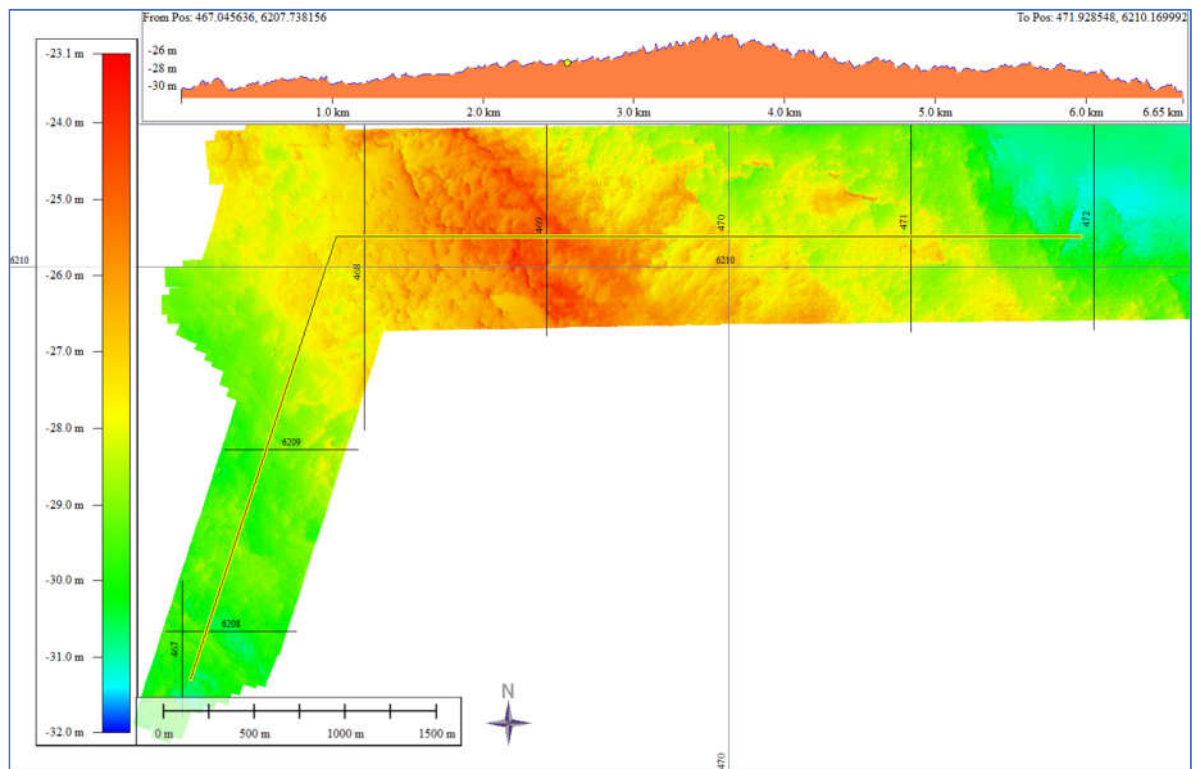 From Pos: 467.045636, 6207.738156 To Pos: 471.928548, 6210.169992
-26 m
-28 m
-30 m
1.0 km 2.0 km 3.0 km 4.0 km 5.0 km 6.0 km 6.65 km
-23.1 m
-24.0 m
-25.0 m
-26.0 m
-27.0 m
-28.0 m
-29.0 m
-30.0 m
-31.0 m
-32.0 m
468
469
470
471
472
6210
6210
6209
6208
467
470
N
0 m 500 m 1000 m 1500 m